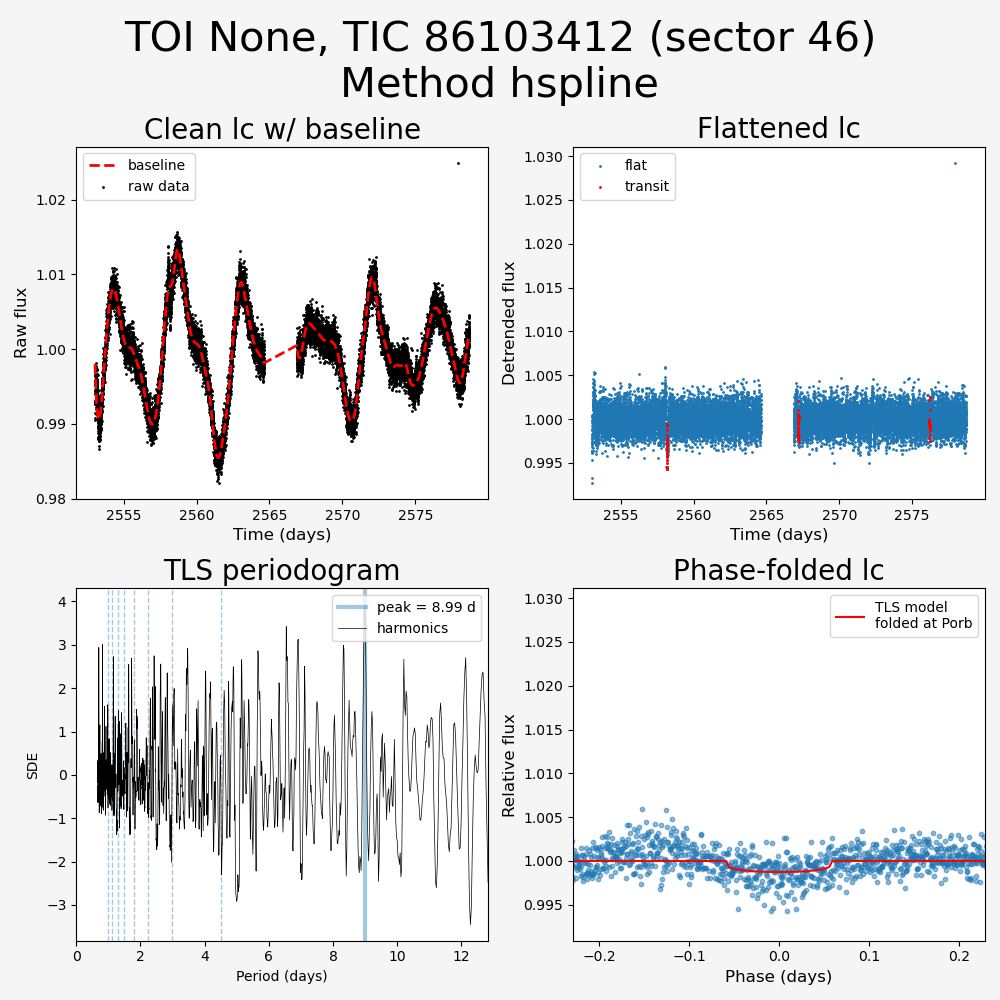 TOI None, TIC 86103412 (sector 46)
Method hspline
Clean lc w/ baseline
baseline
raw data
Raw flux
1.02
1.01
1.00
0.99
0.98
2555
2560
2565
2570
2575
Time (days)
Flattened lc
flat
transit
Detrended flux
1.030
1.025
1.020
1.015
1.010
1.005
1.000
0.995
2555
2560
2565
2570
2575
Time (days)
TLS periodogram
peak = 8.99 d
harmonics
SDE
4
3
2
1
0
−1
−2
−3
0
2
4
6
8
10
12
Period (days)
Phase-folded lc
TLS model
folded at Porb
Relative flux
1.030
1.025
1.020
1.015
1.010
1.005
1.000
0.995
−0.2
−0.1
0.0
0.1
0.2
Phase (days)